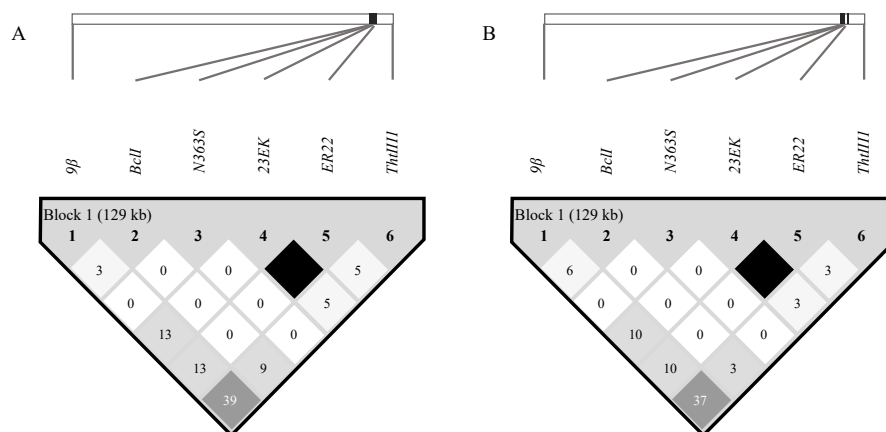 A
9β
BclI
N363S
23EK
ER22
ThtIIII
Block 1 (129 kb)
1 2 3 4 5 6
3 0 0 5
0 0 0 5
13 0 0
13 9
39
B
9β
BclI
N363S
23EK
ER22
ThtIIII
Block 1 (129 kb)
1 2 3 4 5 6
6 0 0 3
0 0 0 3
10 0 0
10 3
37